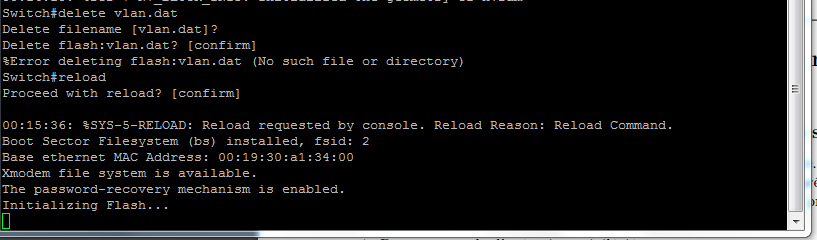 Switch#delete vlan.dat
Delete filename [vlan.dat]?
Delete flash:vlan.dat? [confirm]
%Error deleting flash:vlan.dat (No such file or directory)
Switch#reload
Proceed with reload? [confirm]
00:15:36: %SYS-5-RELOAD: Reload requested by console. Reload Reason: Reload Command.
Boot Sector Filesystem (bs) installed, fsid: 2
Base ethernet MAC Address: 00:19:30:a1:34:00
Xmodem file system is available.
The password-recovery mechanism is enabled.
Initializing Flash...